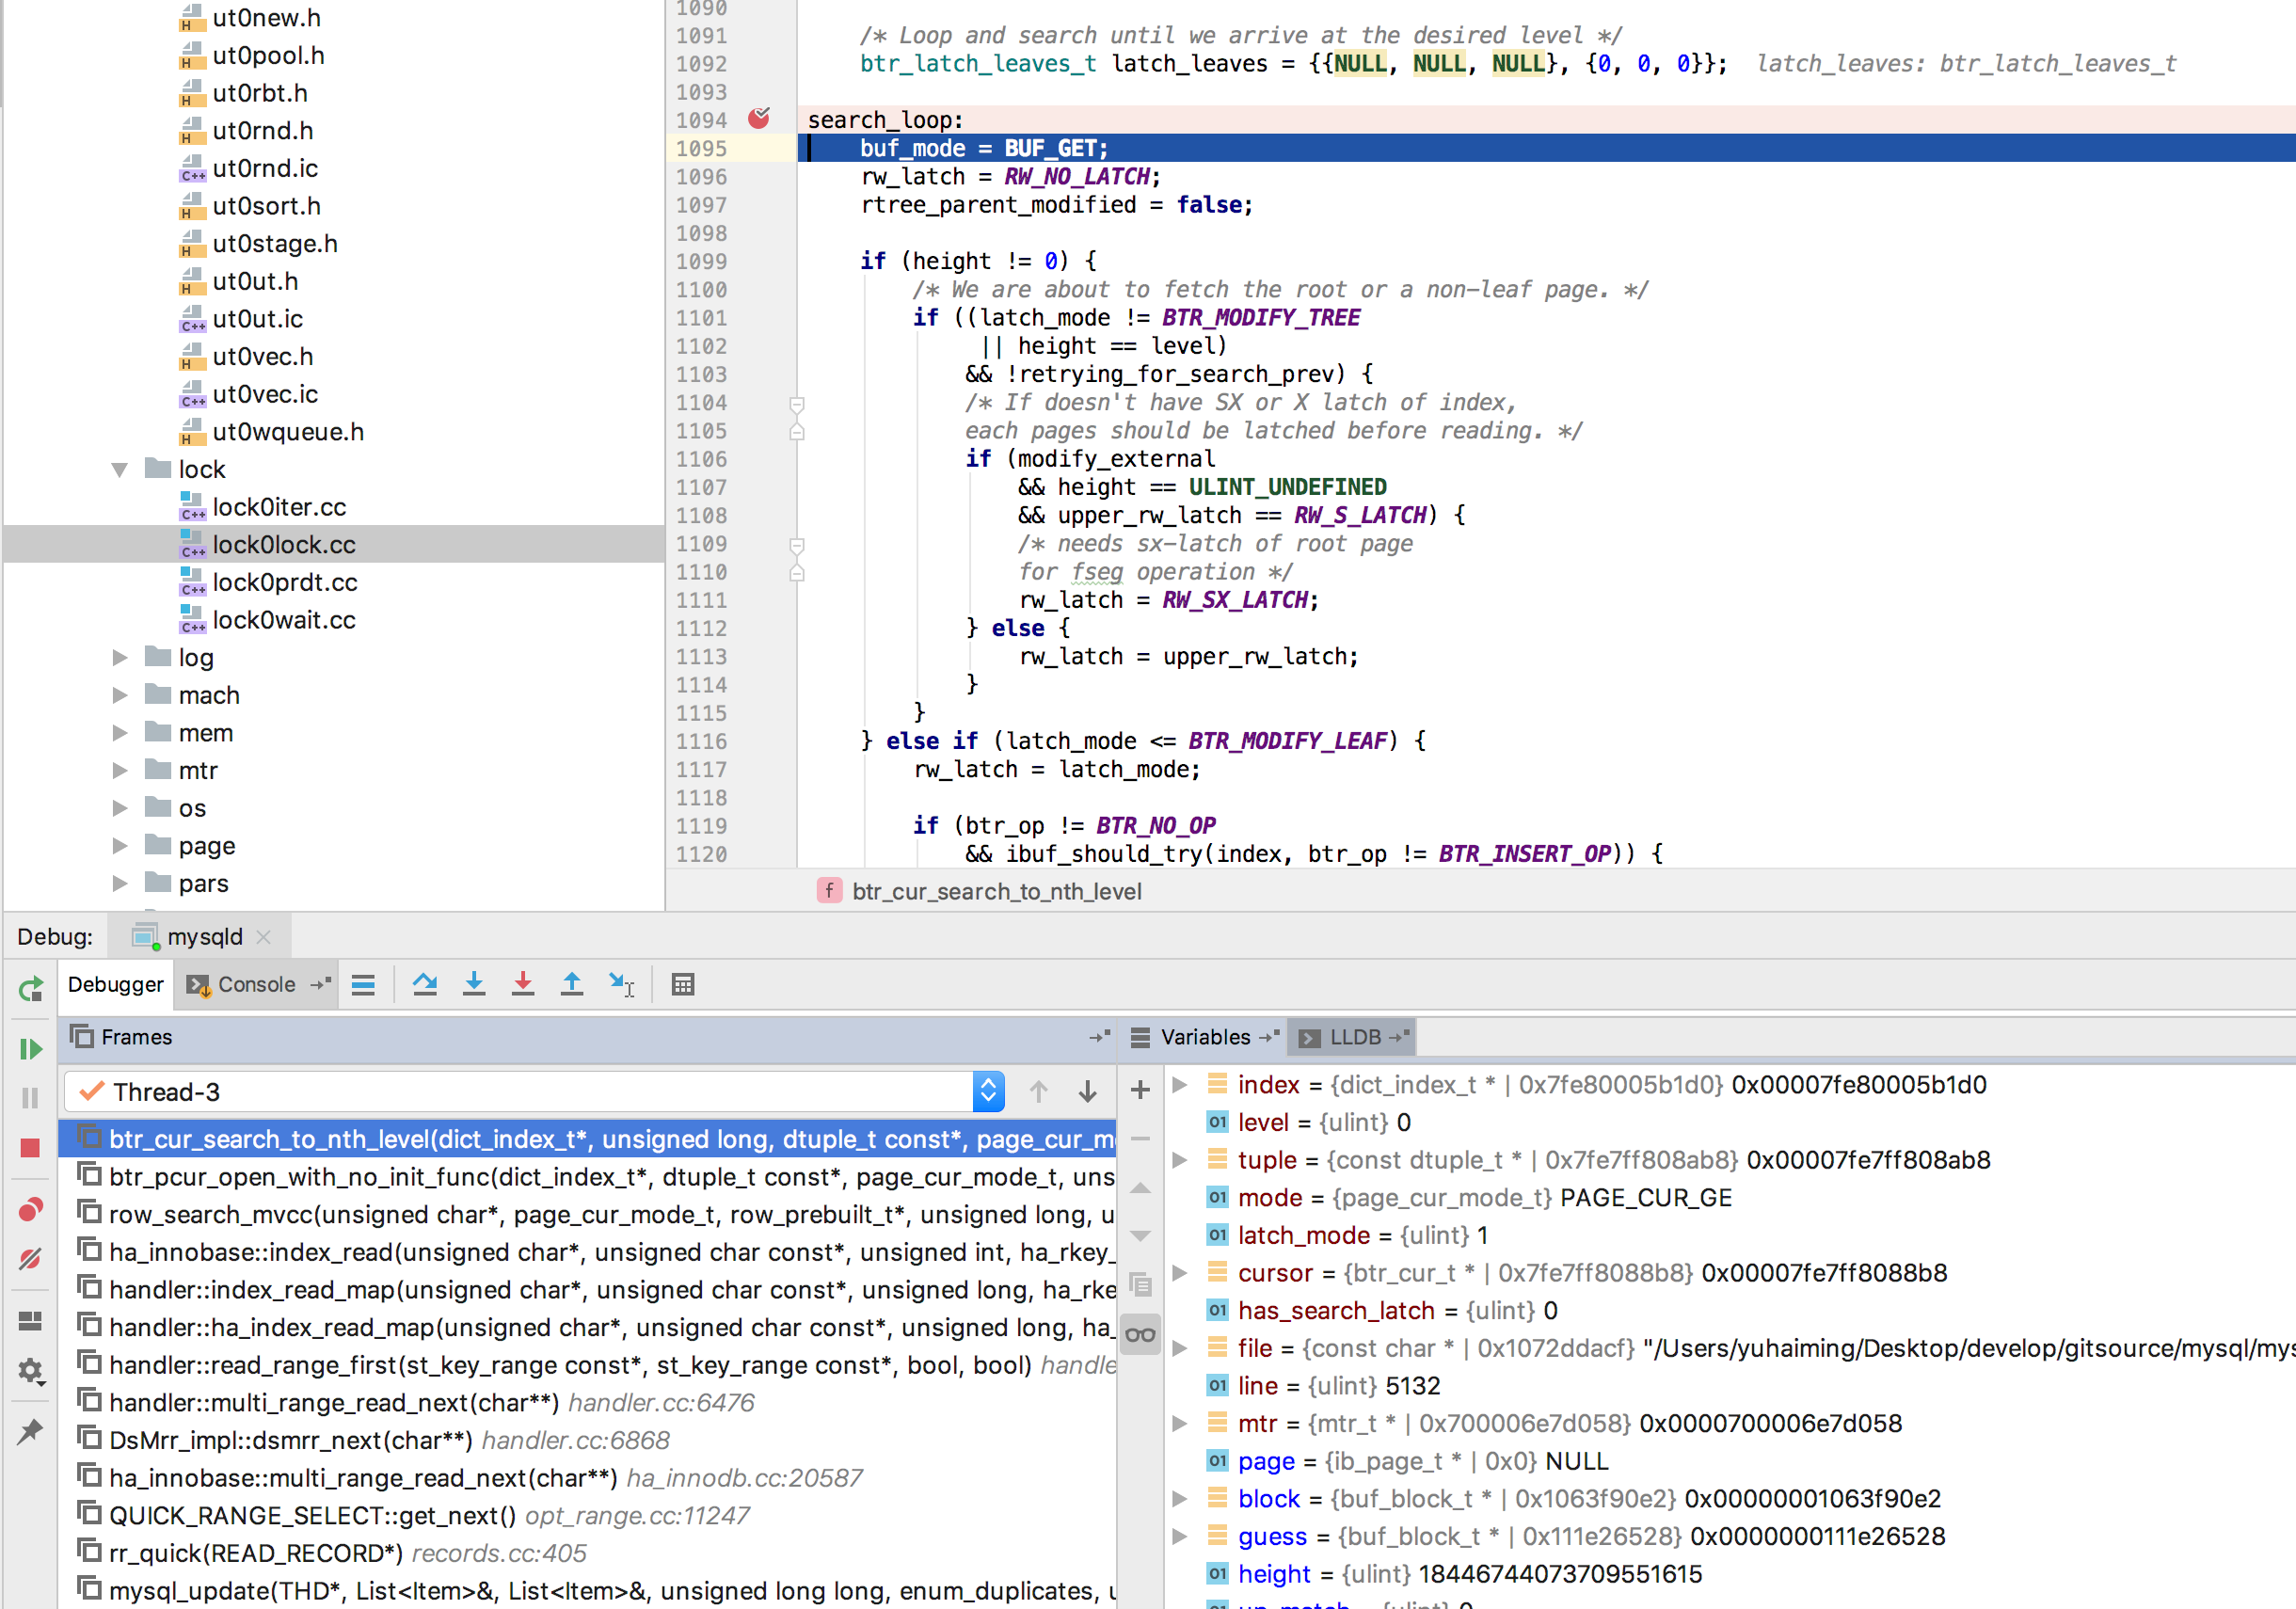 ut0new.h
ut0pool.h
ut0rbt.h
ut0rnd.h
ut0rnd.ic
ut0sort.h
ut0stage.h
ut0ut.h
ut0ut.ic
ut0vec.h
ut0vec.ic
ut0wqueue.h
lock
lock0iter.cc
lock0lock.cc
lock0prdt.cc
lock0wait.cc
log
mach
mem
mtr
os
page
pars
1090
1091 /* Loop and search until we arrive at the desired level */
1092 btr_latch_leaves_t latch_leaves = {{NULL, NULL, NULL}, {0, 0, 0}}; latch_leaves: btr_latch_leaves_t
1093
1094 search_loop:
1095 buf_mode = BUF_GET;
1096 rw_latch = RW_NO_LATCH;
1097 rtree_parent_modified = false;
1098
1099 if (height != 0) {
1100 /* We are about to fetch the root or a non-leaf page. */
1101 if ((latch_mode != BTR_MODIFY_TREE
1102 || height == level)
1103 && !retrying_for_search_prev) {
1104 /* If doesn't have SX or X latch of index,
1105 each pages should be latched before reading. */
1106 if (modify_external
1107 && height == ULINT_UNDEFINED
1108 && upper_rw_latch == RW_S_LATCH) {
1109 /* needs sx-latch of root page
1110 for fseg operation */
1111 rw_latch = RW_SX_LATCH;
1112 } else {
1113 rw_latch = upper_rw_latch;
1114 }
1115 }
1116 } else if (latch_mode <= BTR_MODIFY_LEAF) {
1117 rw_latch = latch_mode;
1118
1119 if (btr_op != BTR_NO_OP
1120 && ibuf_should_try(index, btr_op != BTR_INSERT_OP)) {
f btr_cur_search_to_nth_level
Debug: mysqld
Debugger Console
Frames
Thread-3
btr_cur_search_to_nth_level(dict_index_t*, unsigned long, dtuple_t const*, page_cur_m
btr_pcur_open_with_no_init_func(dict_index_t*, dtuple_t const*, page_cur_mode_t, uns
row_search_mvcc(unsigned char*, page_cur_mode_t, row_prebuilt_t*, unsigned long, u
ha_innobase::index_read(unsigned char*, unsigned char const*, unsigned int, ha_rkey_
handler::index_read_map(unsigned char*, unsigned char const*, unsigned long, ha_rke
handler::ha_index_read_map(unsigned char*, unsigned char const*, unsigned long, ha_
handler::read_range_first(st_key_range const*, st_key_range const*, bool, bool) handle
handler::multi_range_read_next(char**) handler.cc:6476
DsMrr_impl::dsmrr_next(char**) handler.cc:6868
ha_innobase::multi_range_read_next(char**) ha_innodb.cc:20587
QUICK_RANGE_SELECT::get_next() opt_range.cc:11247
rr_quick(READ_RECORD*) records.cc:405
mysql_update(THD*, List<Item>&, List<Item>&, unsigned long long, enum_duplicates, u
Variables LLDB
index = {dict_index_t * | 0x7fe80005b1d0} 0x00007fe80005b1d0
level = {ulint} 0
tuple = {const dtuple_t * | 0x7fe7ff808ab8} 0x00007fe7ff808ab8
mode = {page_cur_mode_t} PAGE_CUR_GE
latch_mode = {ulint} 1
cursor = {btr_cur_t * | 0x7fe7ff8088b8} 0x00007fe7ff8088b8
has_search_latch = {ulint} 0
file = {const char * | 0x1072ddacf} "/Users/yuhaiming/Desktop/develop/gitsource/mysql/mys
line = {ulint} 5132
mtr = {mtr_t * | 0x700006e7d058} 0x0000700006e7d058
page = {ib_page_t * | 0x0} NULL
block = {buf_block_t * | 0x1063f90e2} 0x00000001063f90e2
guess = {buf_block_t * | 0x111e26528} 0x0000000111e26528
height = {ulint} 18446744073709551615